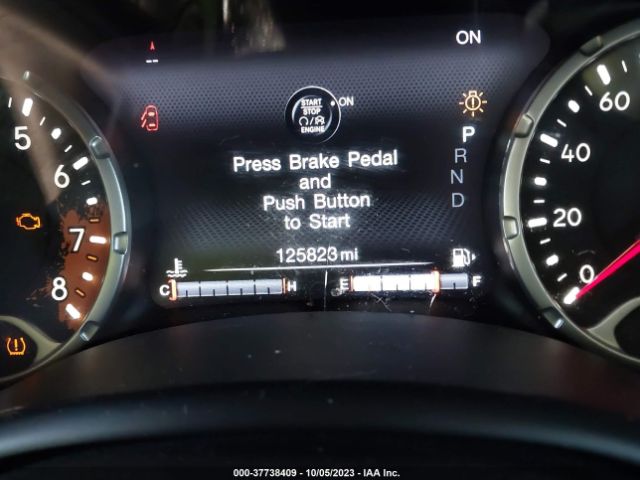 ON
START
STOP
ENGINE
ON
Press Brake Pedal
and
Push Button
to Start
125823 mi
C H
E F
P
R
N
D
5
6
7
8
60
40
20
0
000-37738409 - 10/05/2023 - IAA Inc.